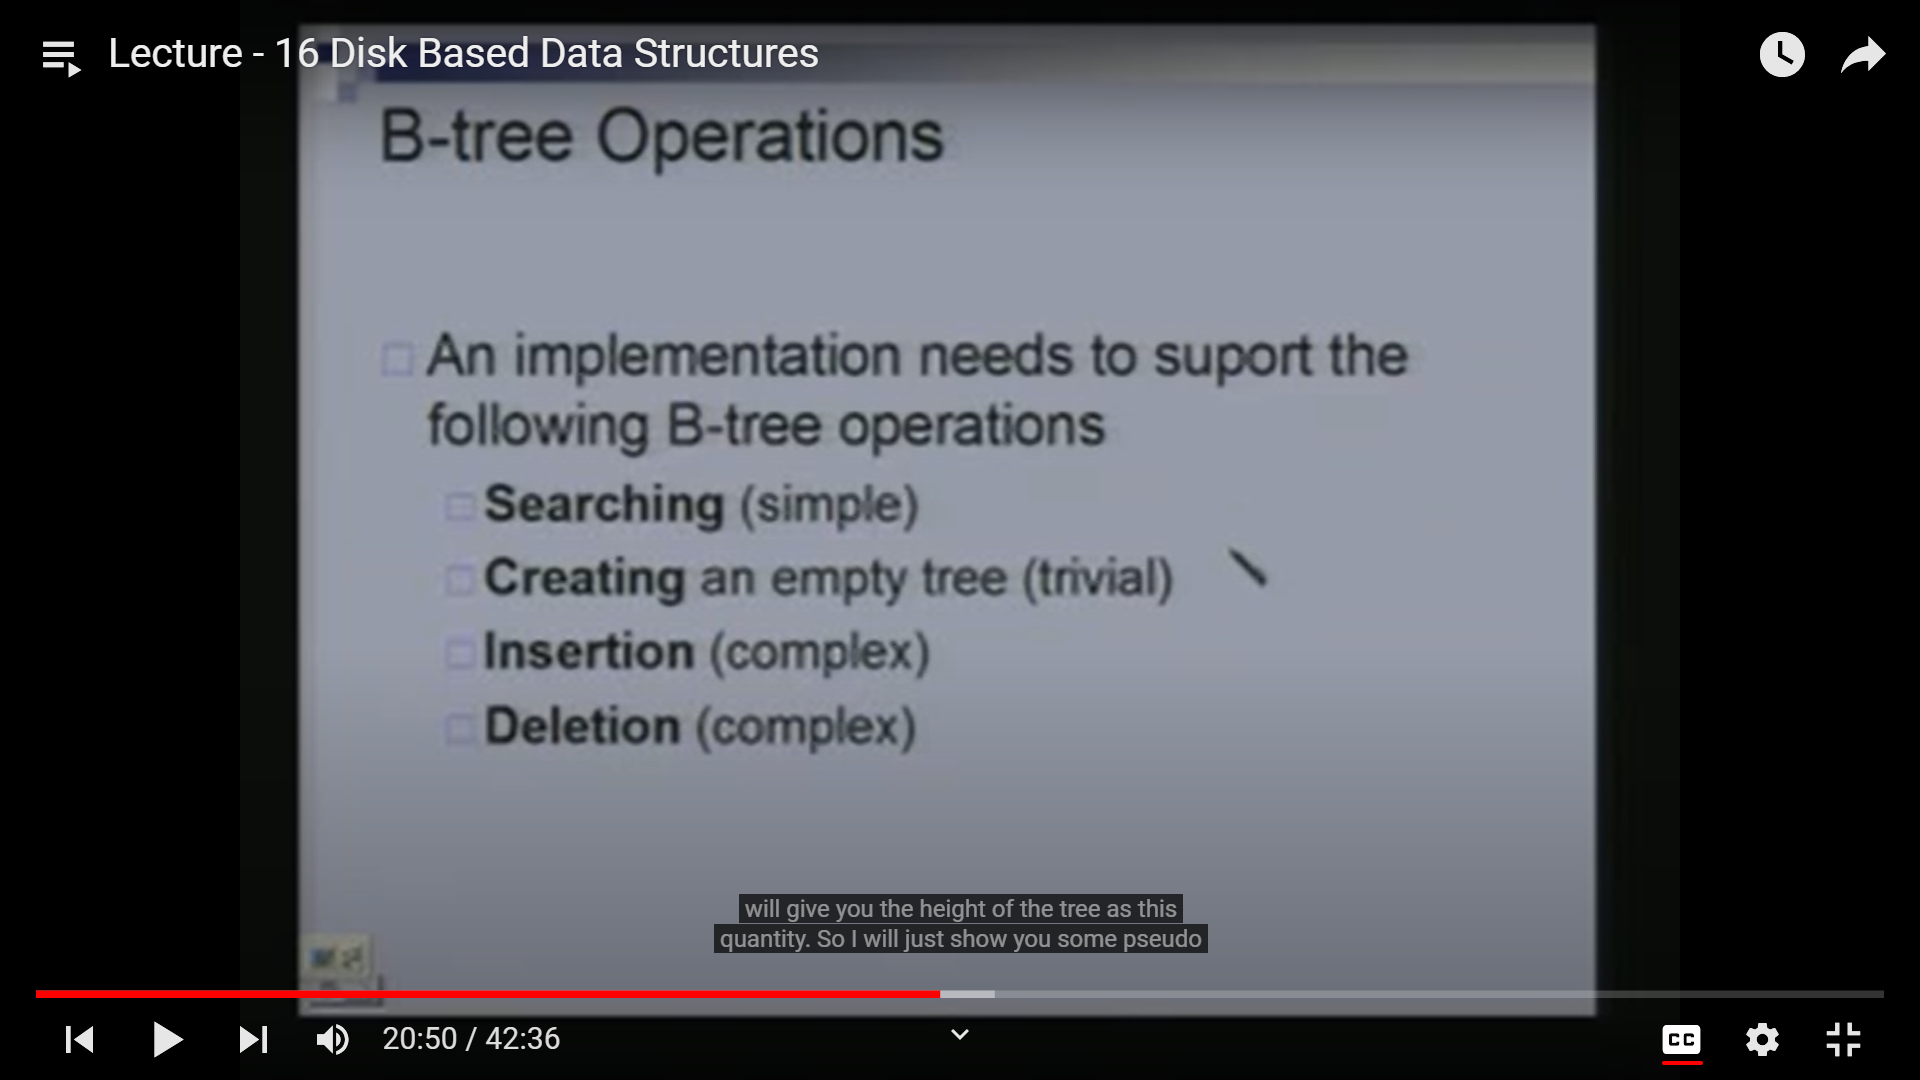 Lecture - 16 Disk Based Data Structures
B-tree Operations
An implementation needs to suport the
following B-tree operations
Searching (simple)
Creating an empty tree (trivial)
Insertion (complex)
Deletion (complex)
will give you the height of the tree as this
quantity. So I will just show you some pseudo
20:50 / 42:36
CC